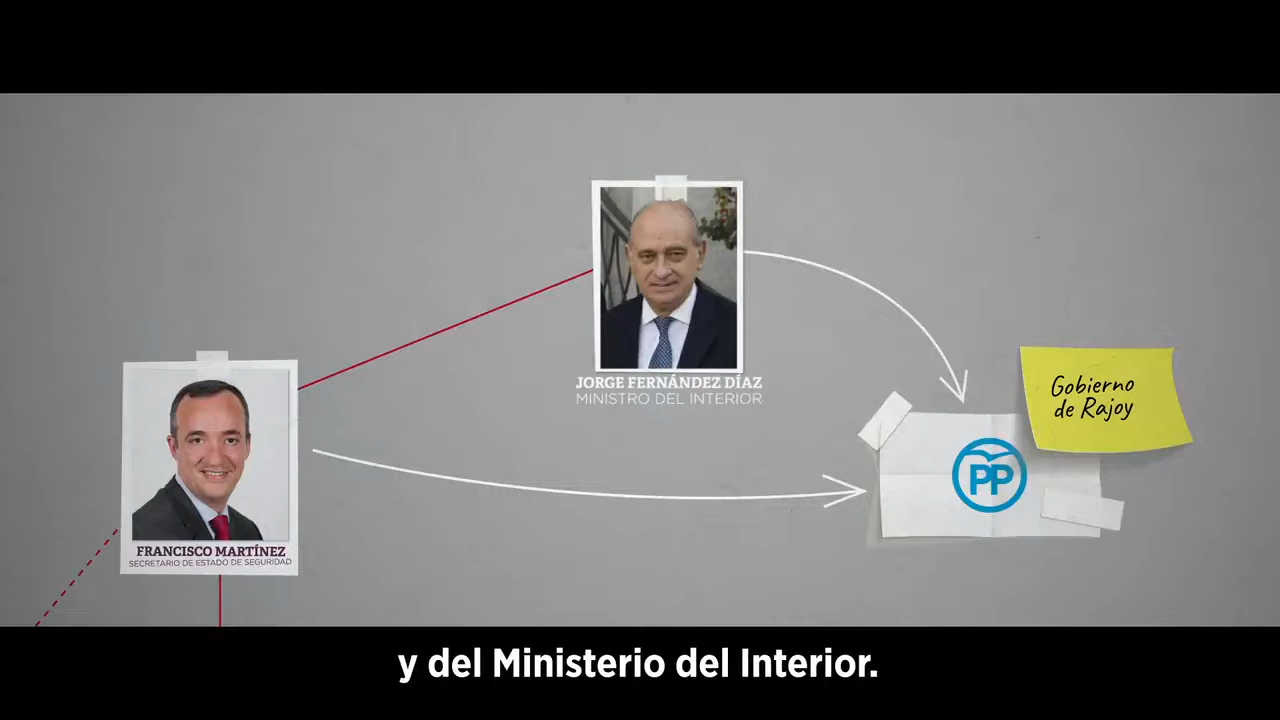 JORGE FERNÁNDEZ DÍAZ
MINISTRO DEL INTERIOR
Gobierno
de Rajoy
PP
FRANCISCO MARTÍNEZ
SECRETARIO DE ESTADO DE SEGURIDAD
y del Ministerio del Interior.